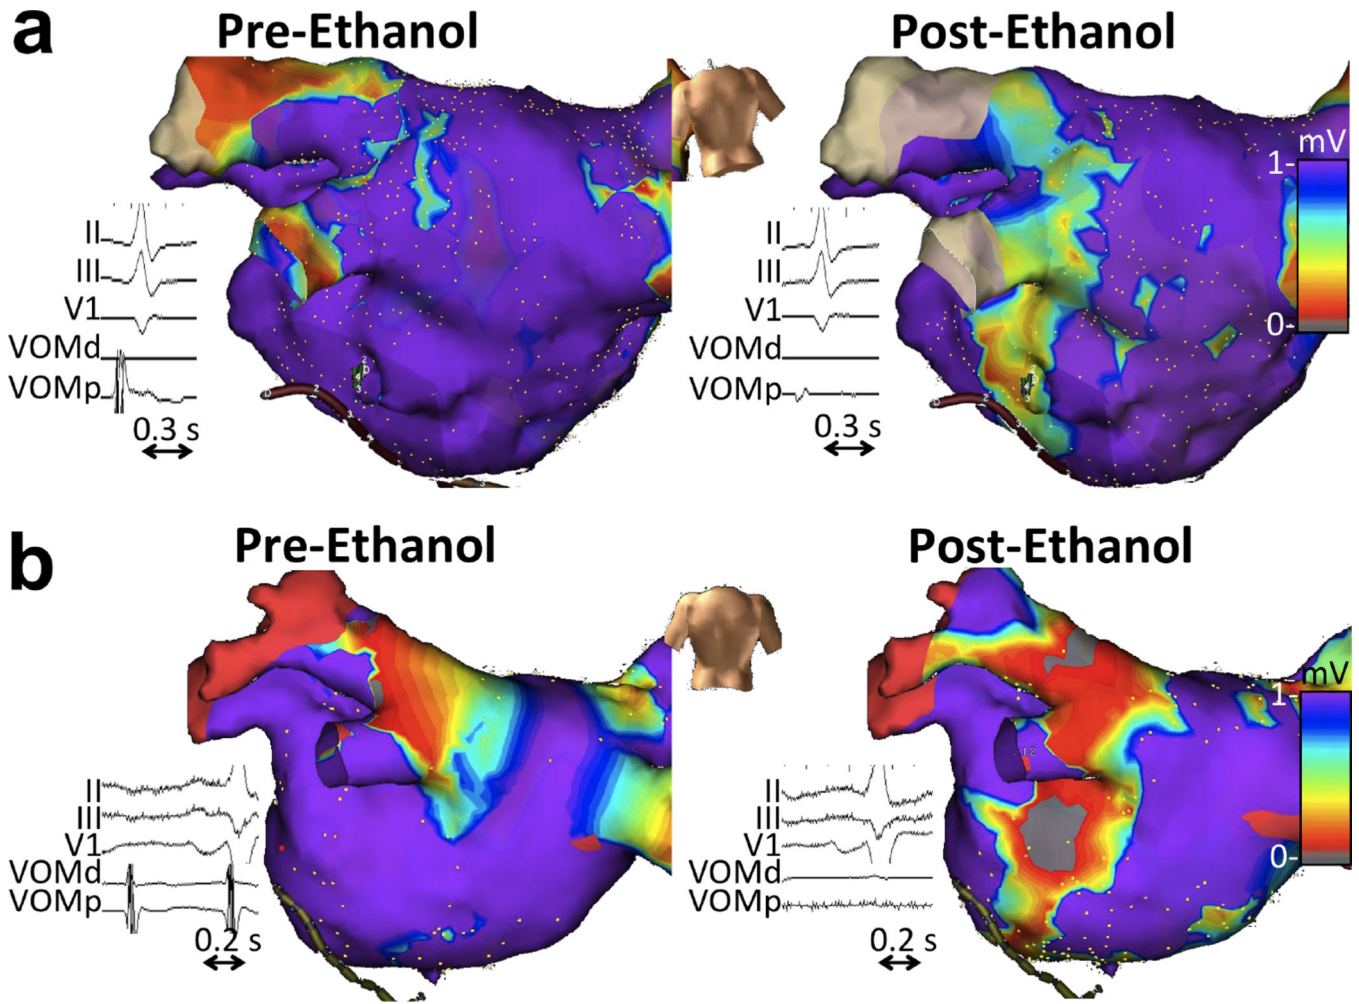 a
Pre-Ethanol
Post-Ethanol
mV
1-
0-
II
III
V1
VOMd
VOMp
0.3 s
II
III
V1
VOMd
VOMp
0.3 s
b
Pre-Ethanol
Post-Ethanol
mV
1-
0-
II
III
V1
VOMd
VOMp
0.2 s
II
III
V1
VOMd
VOMp
0.2 s